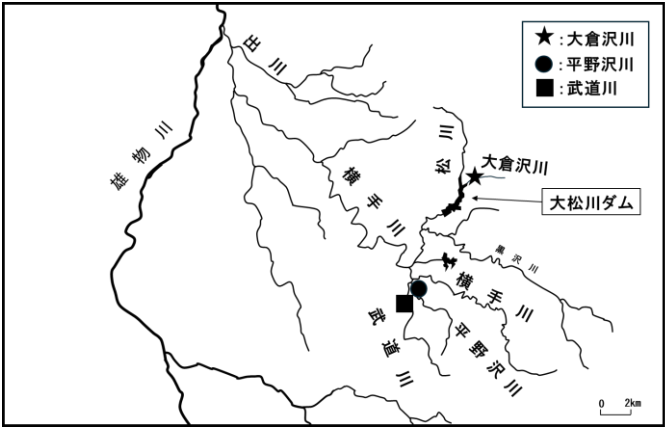 ★:大倉沢川
●:平野沢川
■:武道川
出川
雄物川
松川
大倉沢川
横手川
大松川ダム
黒沢川
横手川
武道川
平野沢川
0 2km